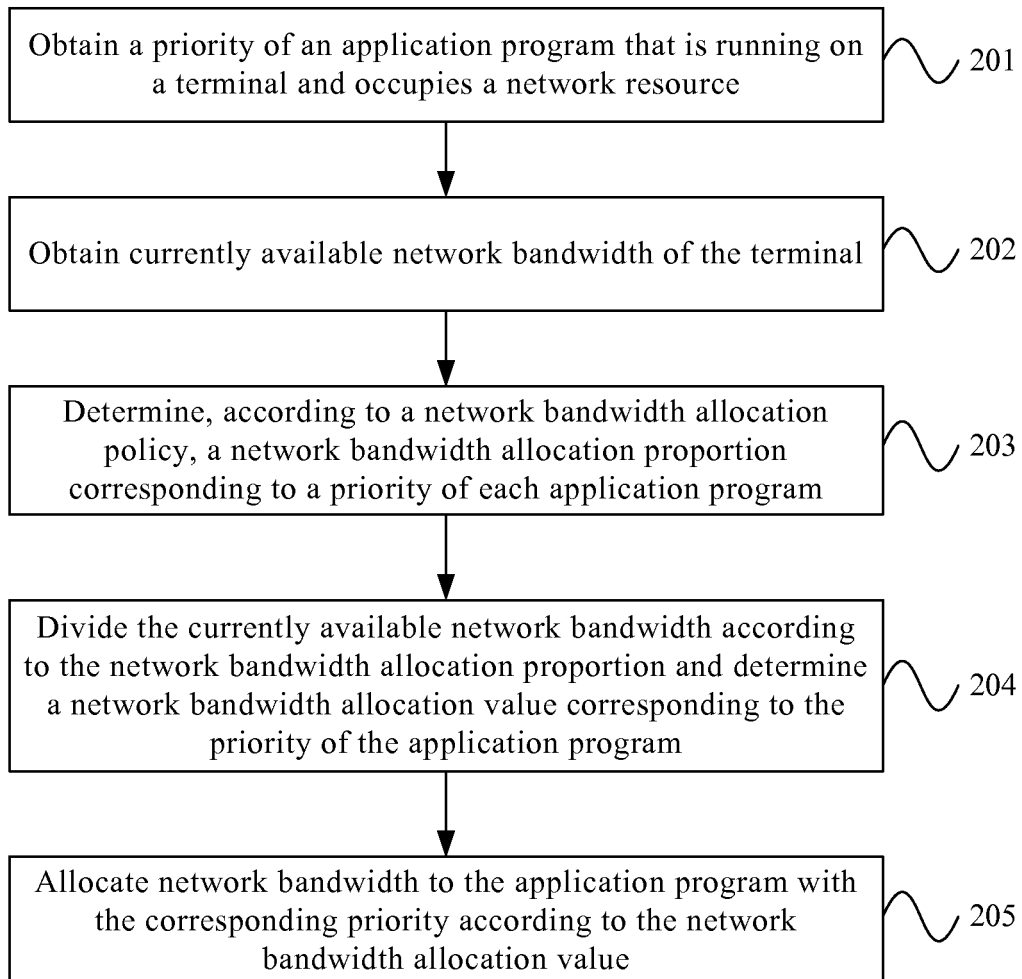 Obtain a priority of an application program that is running on
a terminal and occupies a network resource
201
Obtain currently available network bandwidth of the terminal
202
Determine, according to a network bandwidth allocation
policy, a network bandwidth allocation proportion
corresponding to a priority of each application program
203
Divide the currently available network bandwidth according
to the network bandwidth allocation proportion and determine
a network bandwidth allocation value corresponding to the
priority of the application program
204
Allocate network bandwidth to the application program with
the corresponding priority according to the network
bandwidth allocation value
205